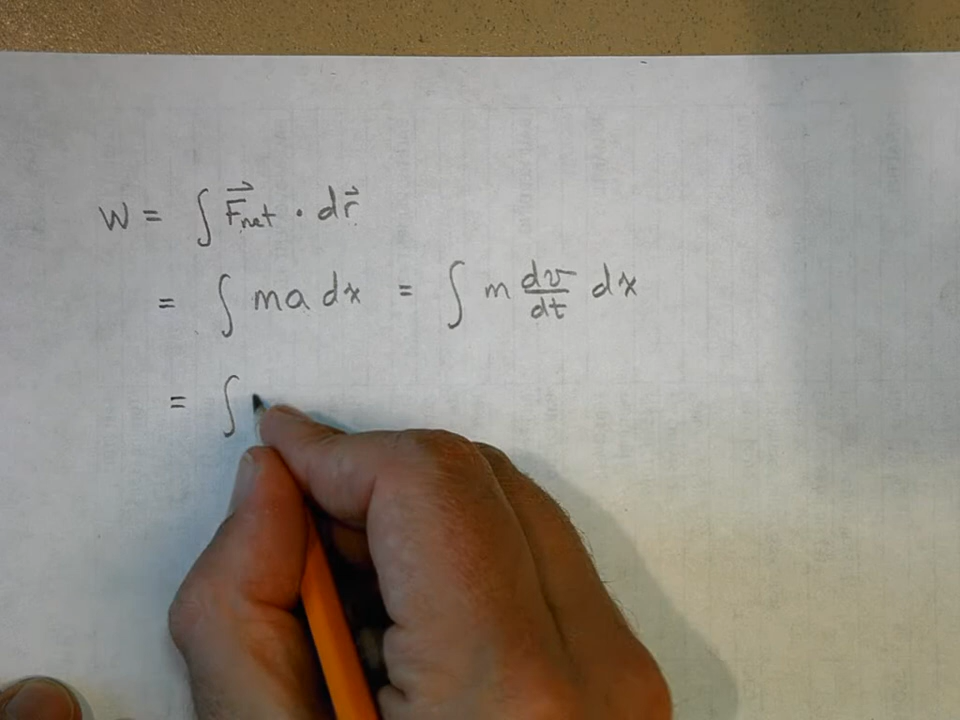 W = ∫ F⃗net · dr⃗
= ∫ ma dx = ∫ m dv/dt dx
= ∫